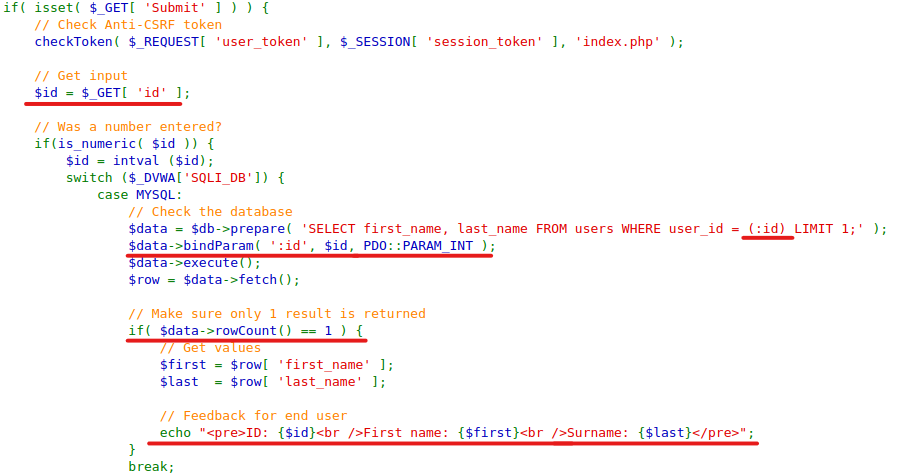 if( isset( $_GET[ 'Submit' ] ) ) {
    // Check Anti-CSRF token
    checkToken( $_REQUEST[ 'user_token' ], $_SESSION[ 'session_token' ], 'index.php' );

    // Get input
    $id = $_GET[ 'id' ];

    // Was a number entered?
    if(is_numeric( $id )) {
        $id = intval ($id);
        switch ($_DVWA['SQLI_DB']) {
            case MYSQL:
                // Check the database
                $data = $db->prepare( 'SELECT first_name, last_name FROM users WHERE user_id = (:id) LIMIT 1;' );
                $data->bindParam( ':id', $id, PDO::PARAM_INT );
                $data->execute();
                $row = $data->fetch();

                // Make sure only 1 result is returned
                if( $data->rowCount() == 1 ) {
                    // Get values
                    $first = $row[ 'first_name' ];
                    $last  = $row[ 'last_name' ];

                    // Feedback for end user
                    echo "<pre>ID: {$id}<br />First name: {$first}<br />Surname: {$last}</pre>";
                }
                break;